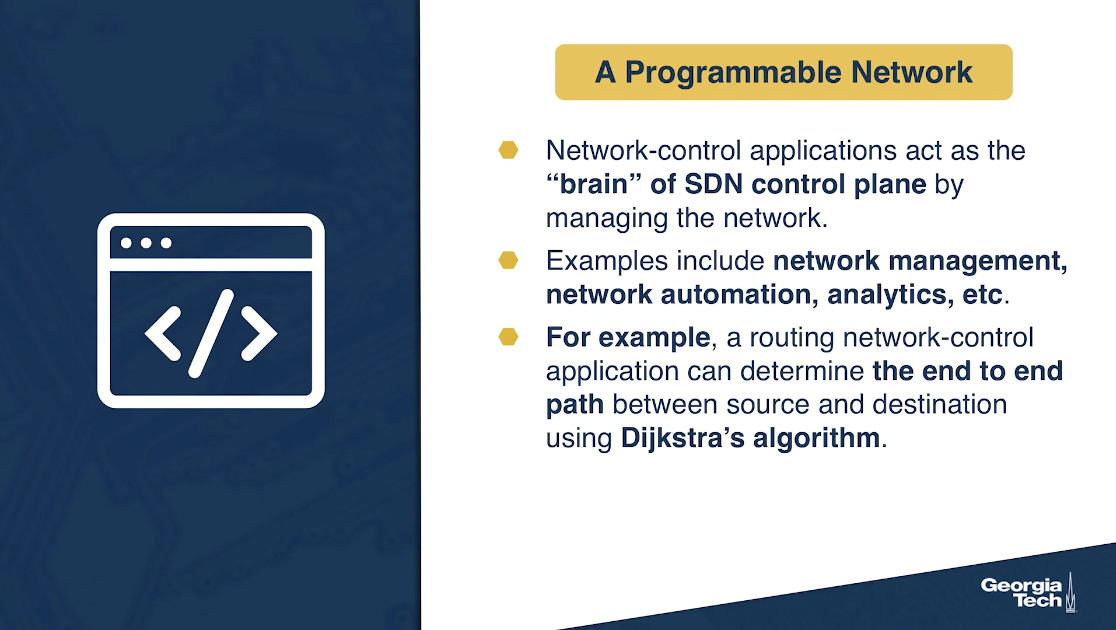 A Programmable Network
Network-control applications act as the
“brain” of SDN control plane by
managing the network.
Examples include network management,
network automation, analytics, etc.
For example, a routing network-control
application can determine the end to end
path between source and destination
using Dijkstra’s algorithm.
</>
Georgia
Tech